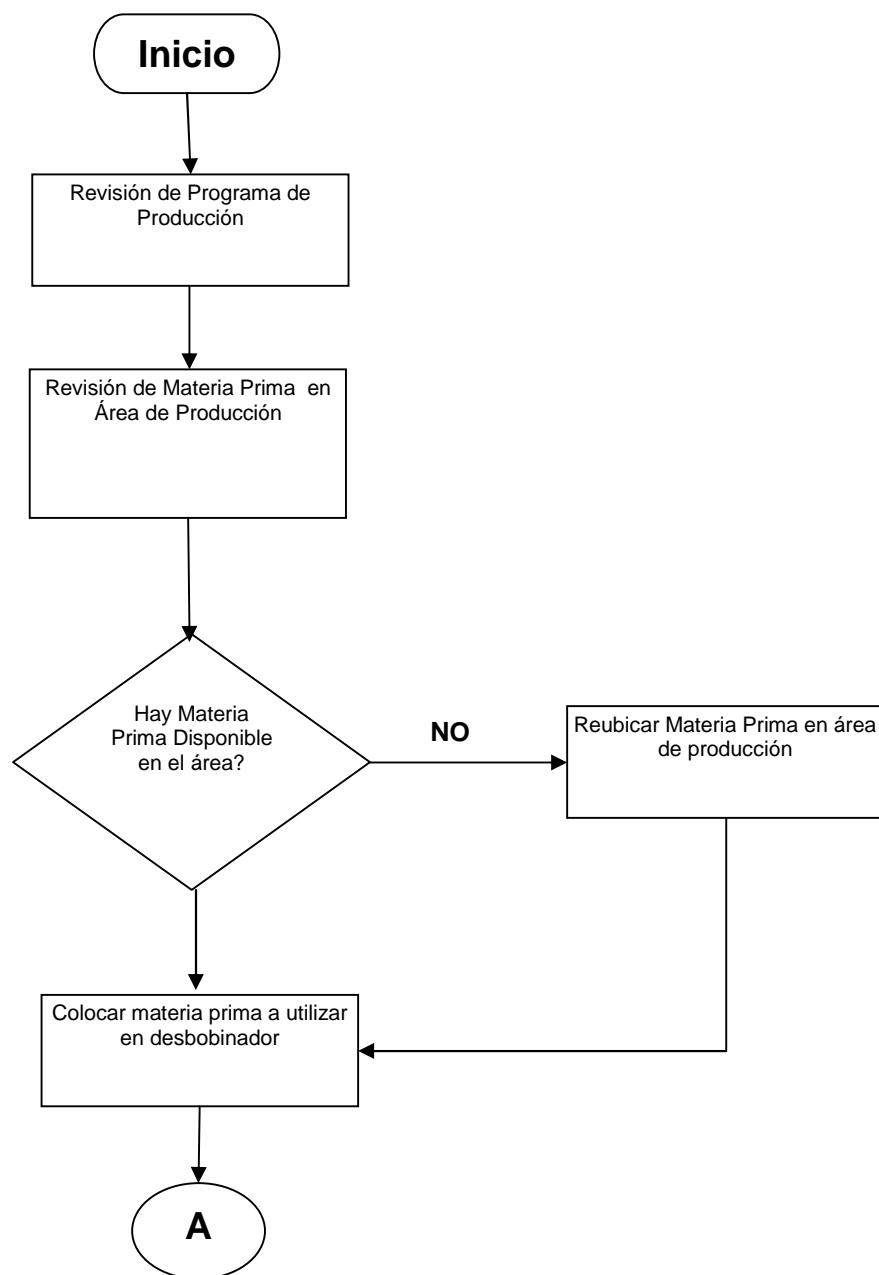 Inicio
Revisión de Programa de
Producción
Revisión de Materia Prima en
Área de Producción
Hay Materia
Prima Disponible
en el área?
NO
Reubicar Materia Prima en área
de producción
Colocar materia prima a utilizar
en desbobinador
A